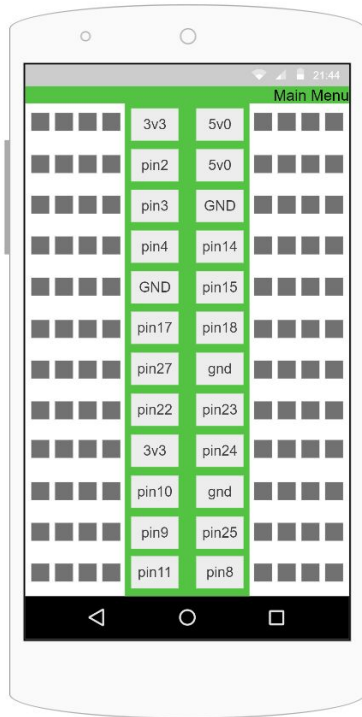 21:44
Main Menu
3v3 5v0
pin2 5v0
pin3 GND
pin4 pin14
GND pin15
pin17 pin18
pin27 gnd
pin22 pin23
3v3 pin24
pin10 gnd
pin9 pin25
pin11 pin8